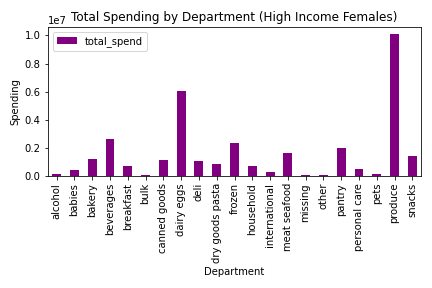 Total Spending by Department (High Income Females)
1e7
total_spend
1.0
0.8
0.6
0.4
0.2
0.0
Spending
alcohol
babies
bakery
beverages
breakfast
bulk
canned goods
dairy eggs
deli
dry goods pasta
frozen
household
international
meat seafood
missing
other
pantry
personal care
pets
produce
snacks
Department